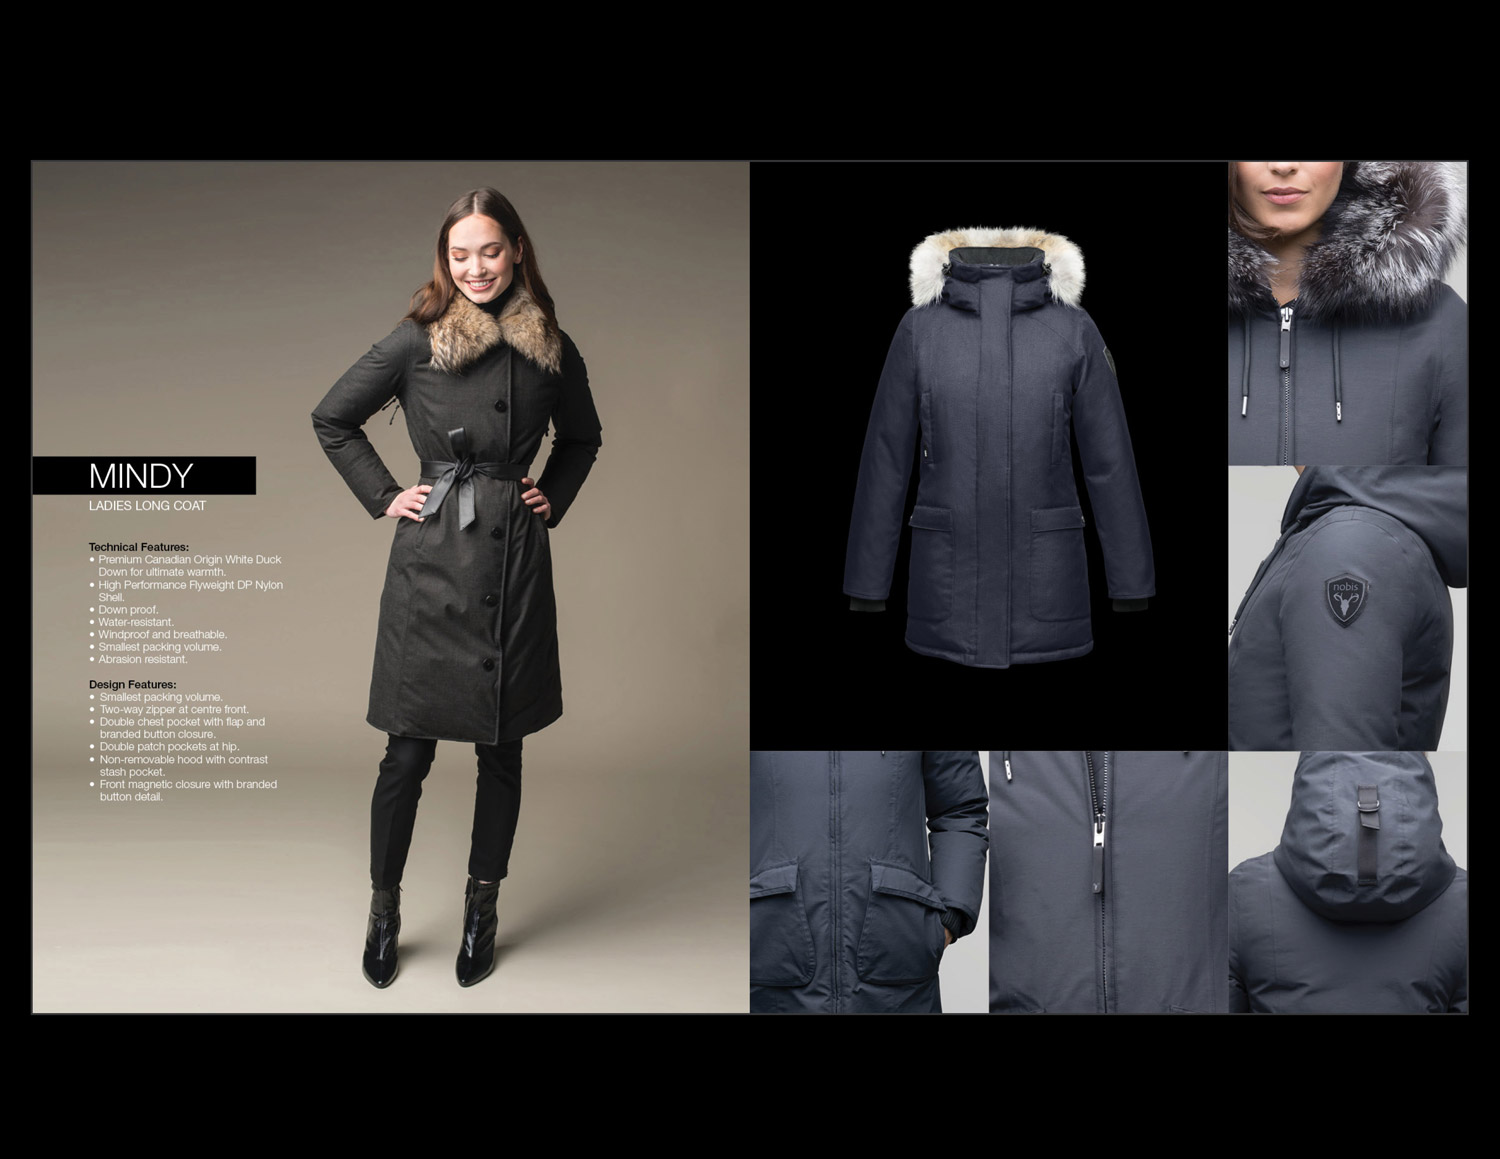 MINDY
LADIES LONG COAT
Technical Features:
• Premium Canadian Origin White Duck
Down for ultimate warmth.
• High Performance Flyweight DP Nylon
Shell.
• Down proof.
• Water-resistant.
• Windproof and breathable.
• Smallest packing volume.
• Abrasion resistant.
Design Features:
• Smallest packing volume.
• Two-way zipper at centre front.
• Double chest pocket with flap and
branded button closure.
• Double patch pockets at hip.
• Non-removable hood with contrast
stash pocket.
• Front magnetic closure with branded
button detail.
nobis